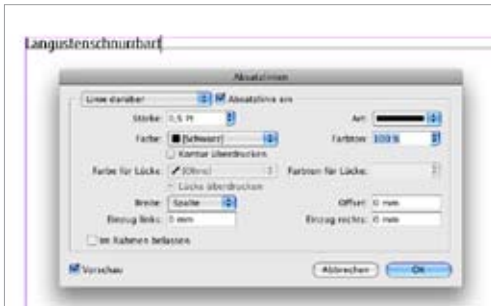 Langustenschnurrbart
Absatzlinien
Linie darüber Absatzlinie ein
Stärke: 0,5 Pt Art:
Farbe: [Schwarz] Farbton: 100 %
Kontur überdrucken
Farbe für Lücke: [Ohne] Farbton für Lücke:
Lücke überdrucken
Breite: Spalte Offset: 0 mm
Einzug links: 0 mm Einzug rechts: 0 mm
Im Rahmen belassen
Vorschau Abbrechen OK